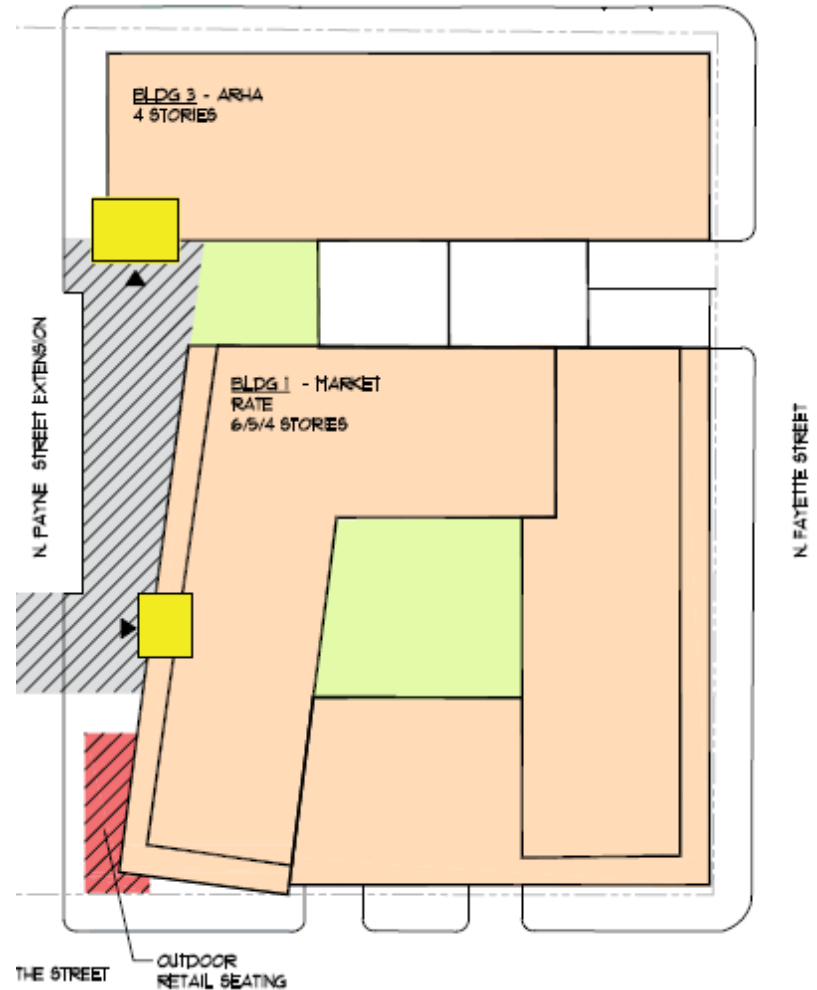 BLDG 3 - ARHA
4 STORIES
N. PAYNE STREET EXTENSION
BLDG 1 - MARKET
RATE
6/5/4 STORIES
N. FAYETTE STREET
OUTDOOR
RETAIL SEATING
THE STREET